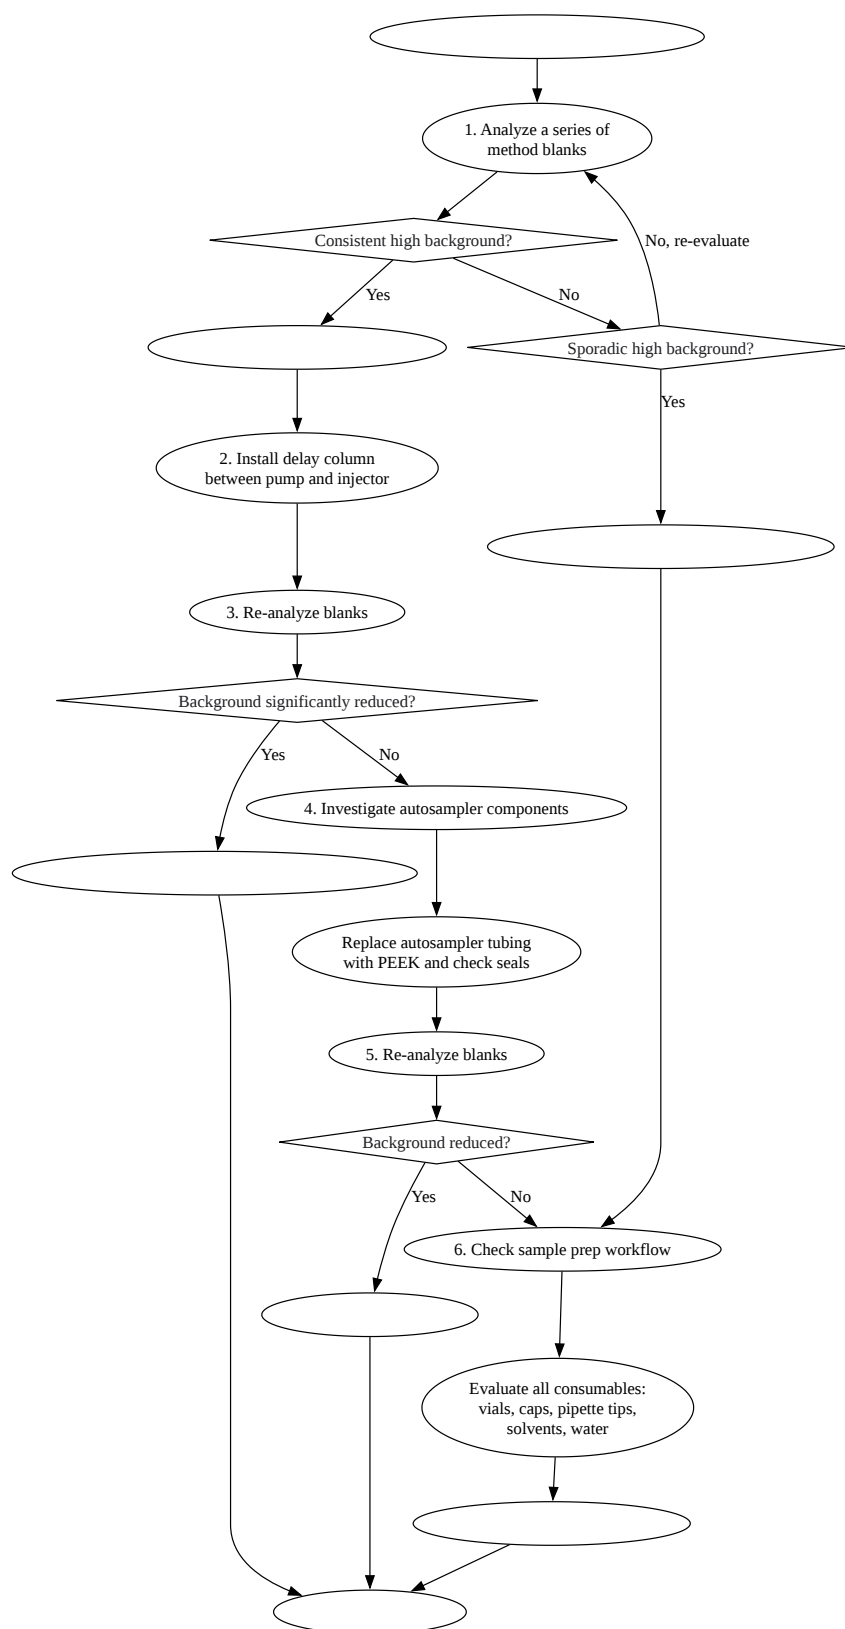 1. Analyze a series of
method blanks
Consistent high background?
No, re-evaluate
Yes
No
Sporadic high background?
Yes
2. Install delay column
between pump and injector
3. Re-analyze blanks
Background significantly reduced?
Yes
No
4. Investigate autosampler components
Replace autosampler tubing
with PEEK and check seals
5. Re-analyze blanks
Background reduced?
Yes
No
6. Check sample prep workflow
Evaluate all consumables:
vials, caps, pipette tips,
solvents, water